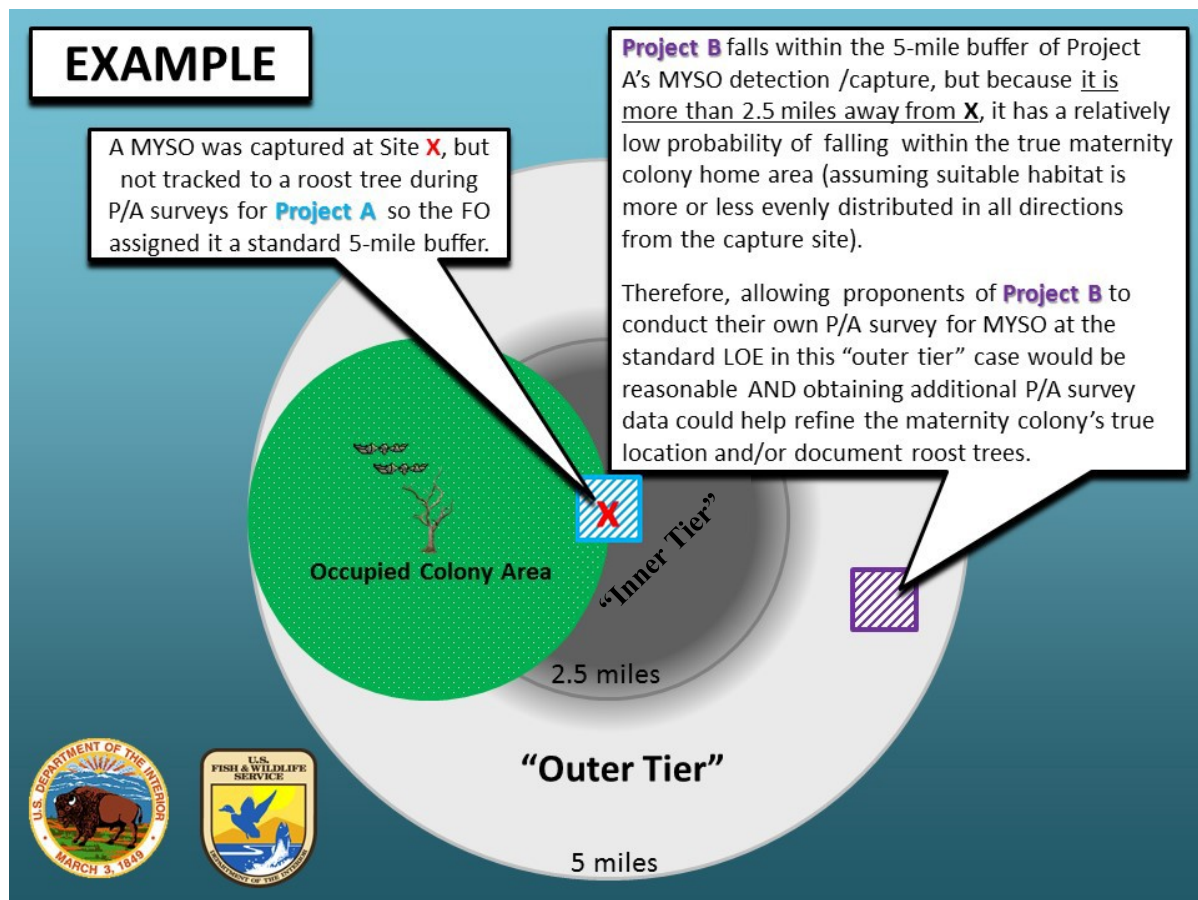 EXAMPLE
A MYSO was captured at Site X, but
not tracked to a roost tree during
P/A surveys for Project A so the FO
assigned it a standard 5-mile buffer.
Project B falls within the 5-mile buffer of Project
A’s MYSO detection /capture, but because it is
more than 2.5 miles away from X, it has a relatively
low probability of falling within the true maternity
colony home area (assuming suitable habitat is
more or less evenly distributed in all directions
from the capture site).
Therefore, allowing proponents of Project B to
conduct their own P/A survey for MYSO at the
standard LOE in this “outer tier” case would be
reasonable AND obtaining additional P/A survey
data could help refine the maternity colony’s true
location and/or document roost trees.
X
“Inner Tier”
Occupied Colony Area
2.5 miles
“Outer Tier”
5 miles
U.S. DEPARTMENT OF THE INTERIOR
MARCH 3, 1849
U.S.
FISH & WILDLIFE
SERVICE
DEPARTMENT OF THE INTERIOR